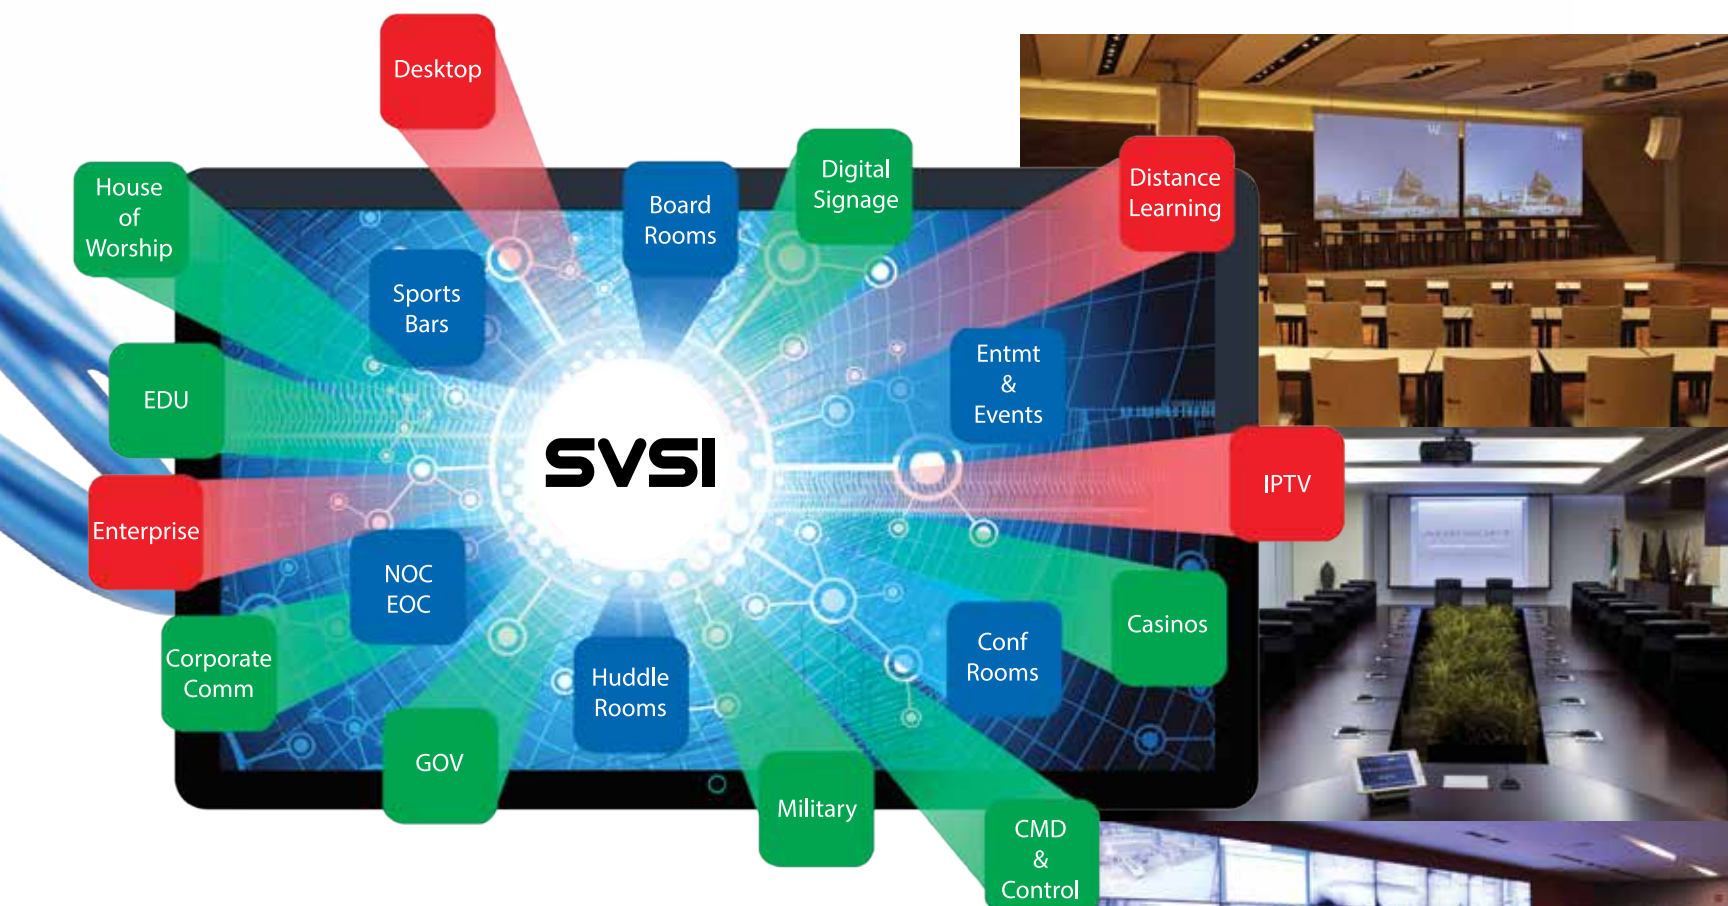 Desktop
House
of
Worship
Sports
Bars
Board
Rooms
Digital
Signage
Distance
Learning
EDU
Entmt
&
Events
SVSI
IPTV
Enterprise
NOC
EOC
Corporate
Comm
Huddle
Rooms
Conf
Rooms
Casinos
GOV
Military
CMD
&
Control